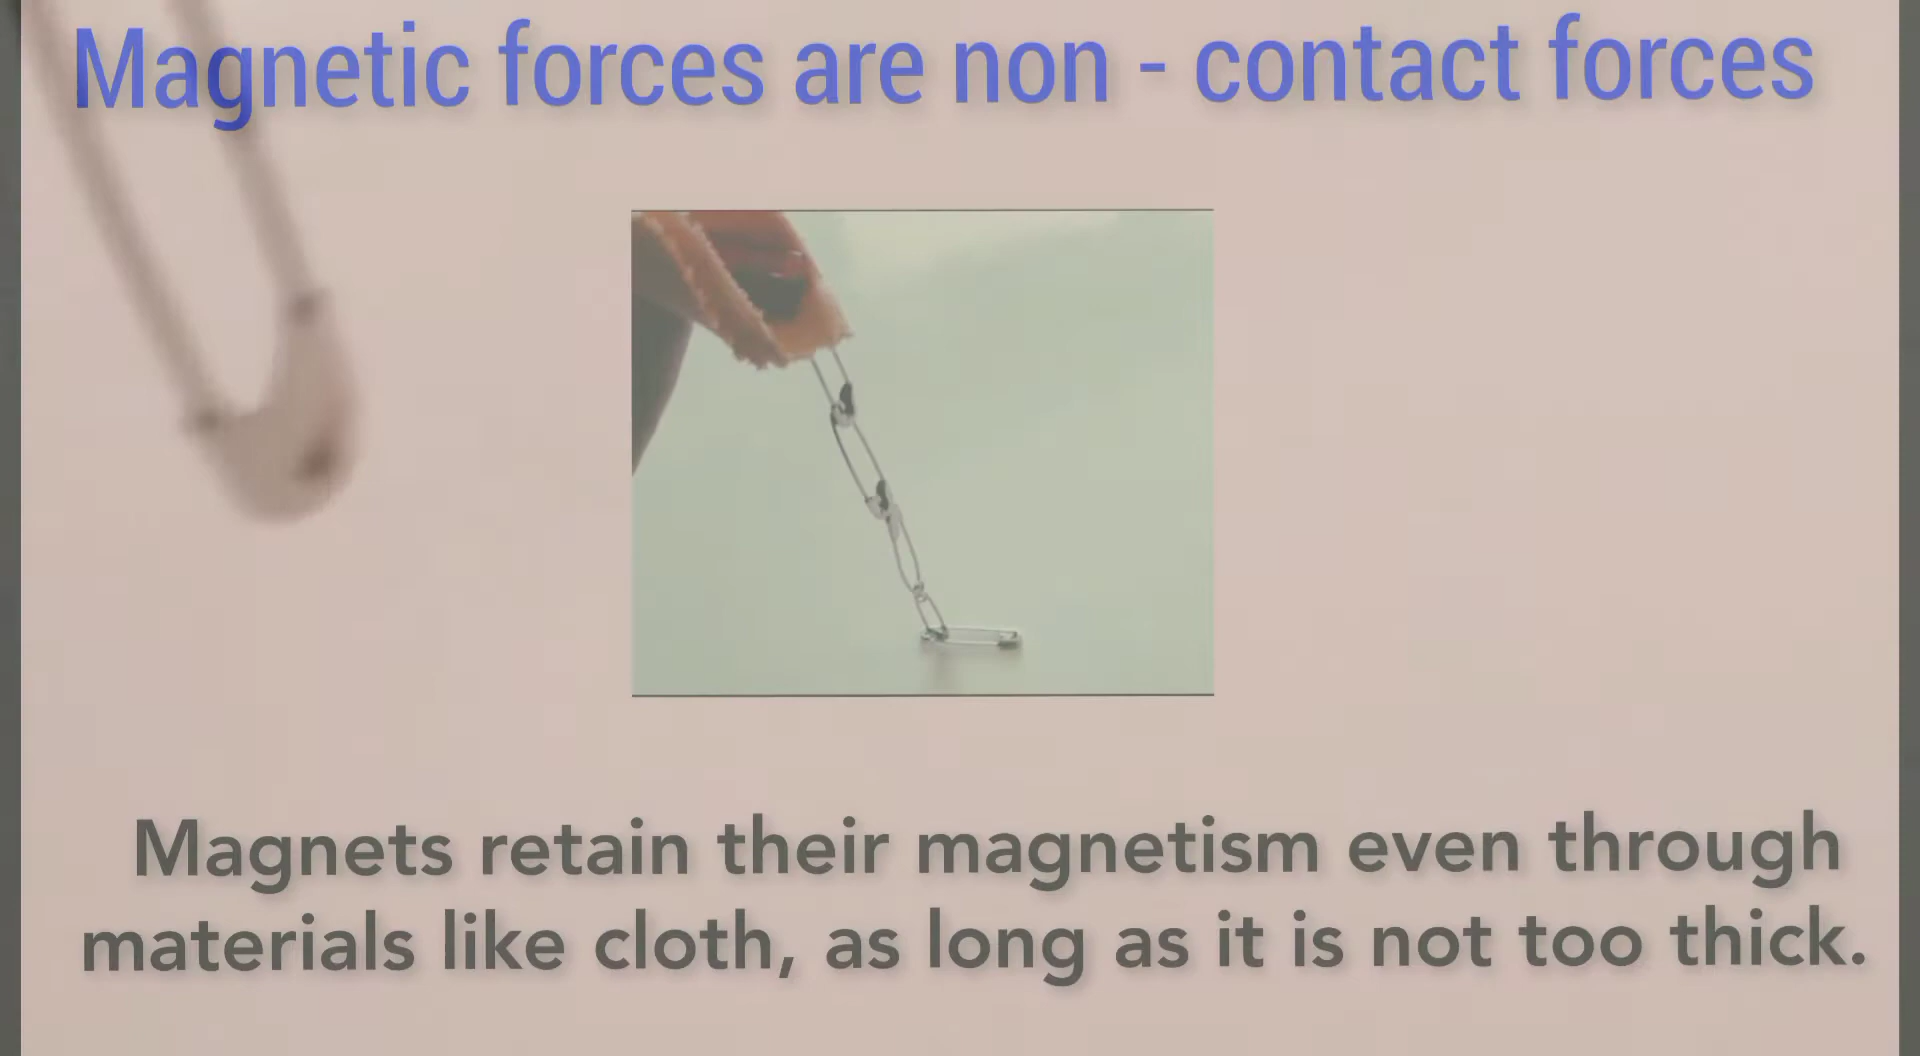 Magnetic forces are non - contact forces
Magnets retain their magnetism even through
materials like cloth, as long as it is not too thick.